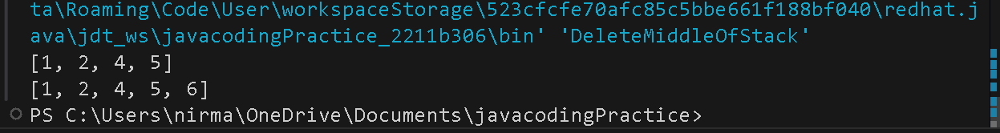 ta\Roaming\Code\User\workspaceStorage\523cfcfe70afc85c5bbe661f188bf040\redhat.j
ava\jdt_ws\javacodingPractice_2211b306\bin' 'DeleteMiddleOfStack'
[1, 2, 4, 5]
[1, 2, 4, 5, 6]
PS C:\Users\nirma\OneDrive\Documents\javacodingPractice>